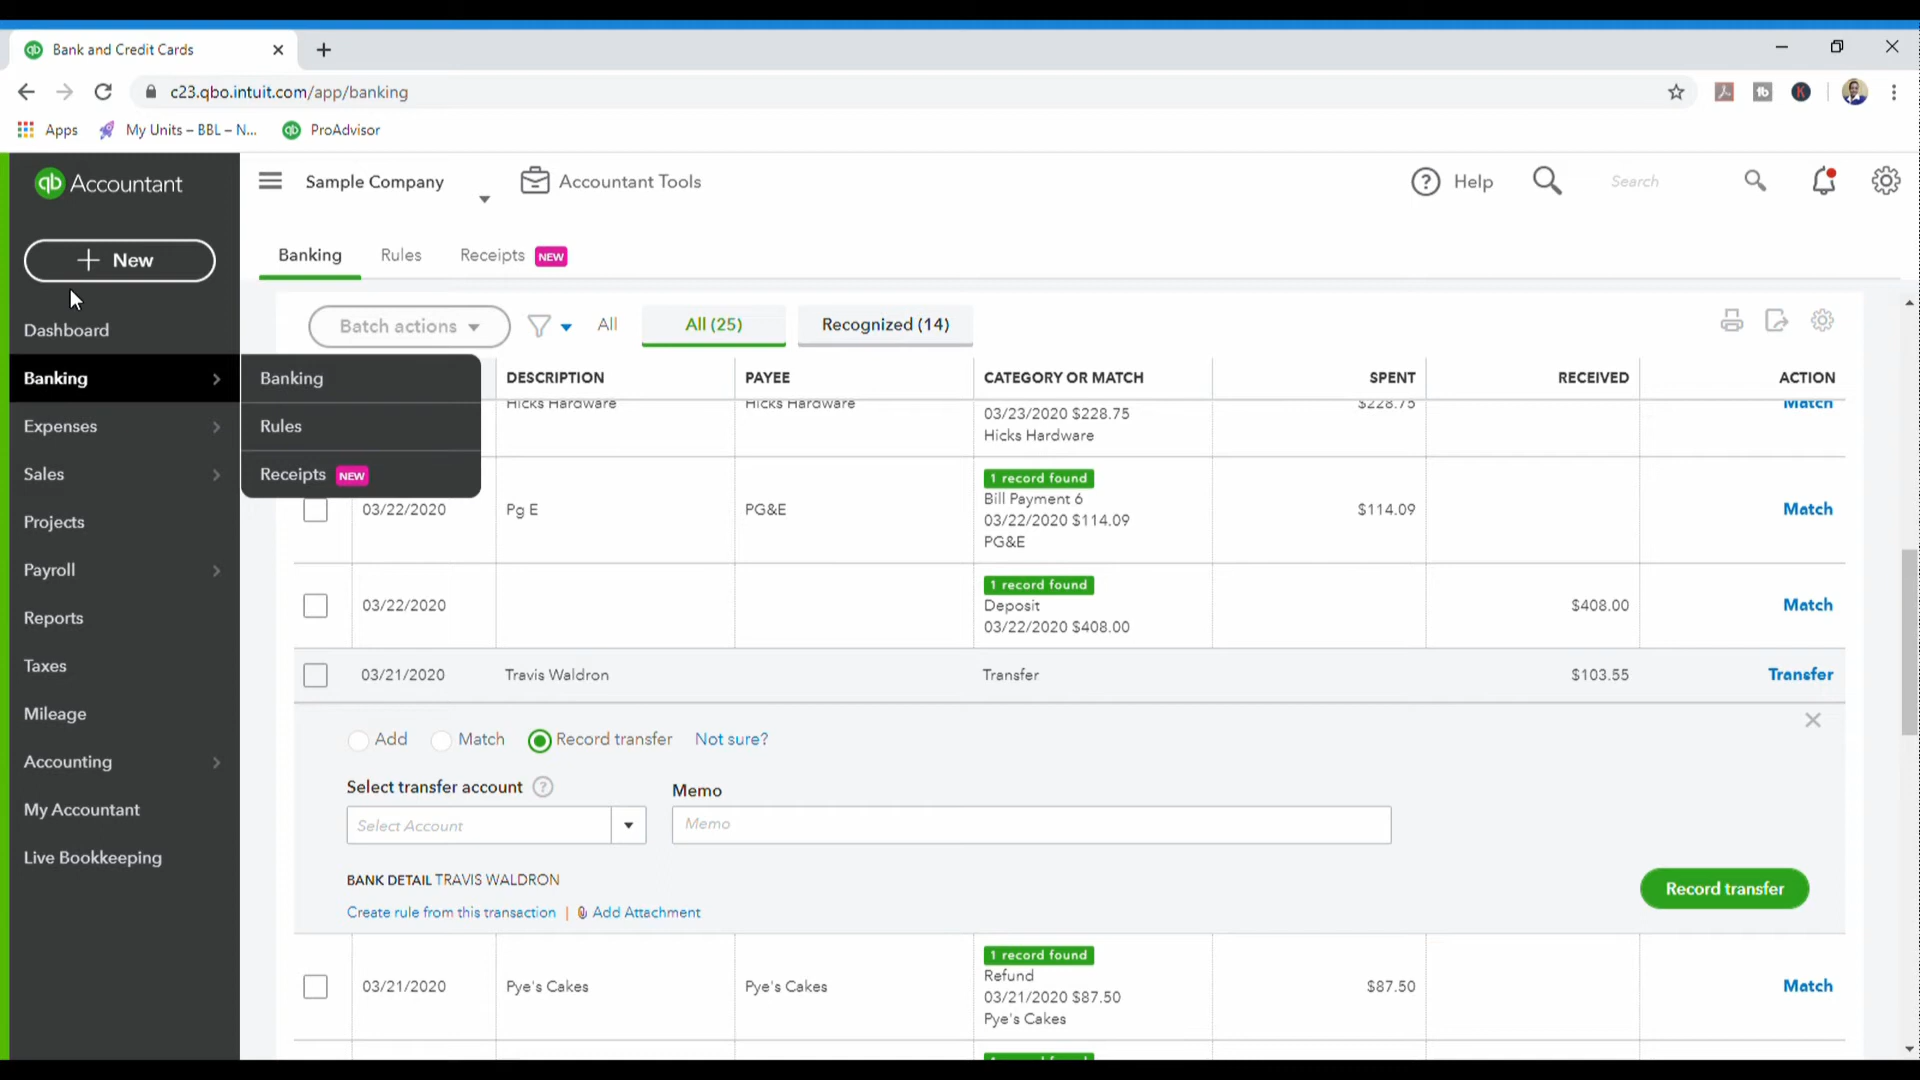 Bank and Credit Cards
c23.qbo.intuit.com/app/banking
Apps My Units – BBL – N... ProAdvisor
qb Accountant
Sample Company Accountant Tools Help Search
+ New
Banking Rules Receipts NEW
Batch actions All All (25) Recognized (14)
Dashboard
Banking
Expenses
Sales
Projects
Payroll
Reports
Taxes
Mileage
Accounting
My Accountant
Live Bookkeeping
Banking
Rules
Receipts NEW
DESCRIPTION PAYEE CATEGORY OR MATCH SPENT RECEIVED ACTION
Hicks Hardware Hicks Hardware 03/23/2020 $228.75 $228.75 Match
Hicks Hardware
1 record found
Bill Payment 6
03/22/2020 Pg E PG&E 03/22/2020 $114.09 $114.09 Match
PG&E
1 record found
03/22/2020 Deposit $408.00 Match
03/22/2020 $408.00
03/21/2020 Travis Waldron Transfer $103.55 Transfer
Add Match Record transfer Not sure?
Select transfer account ? Memo
Select Account Memo
BANK DETAIL TRAVIS WALDRON
Record transfer
Create rule from this transaction | Add Attachment
1 record found
Refund
03/21/2020 Pye's Cakes Pye's Cakes 03/21/2020 $87.50 $87.50 Match
Pye's Cakes